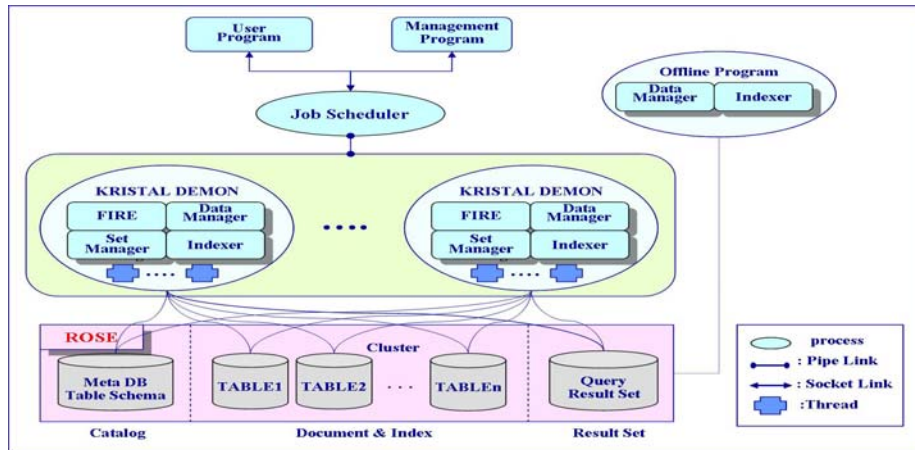 User
Program
Management
Program
Offline Program
Data
Manager
Indexer
Job Scheduler
KRISTAL DEMON
FIRE
Data
Manager
Set
Manager
Indexer
....
....
KRISTAL DEMON
FIRE
Data
Manager
Set
Manager
Indexer
....
ROSE
Cluster
Meta DB
Table Schema
TABLE1
TABLE2
...
TABLEn
Query
Result Set
Catalog
Document & Index
Result Set
process
: Pipe Link
: Socket Link
:Thread